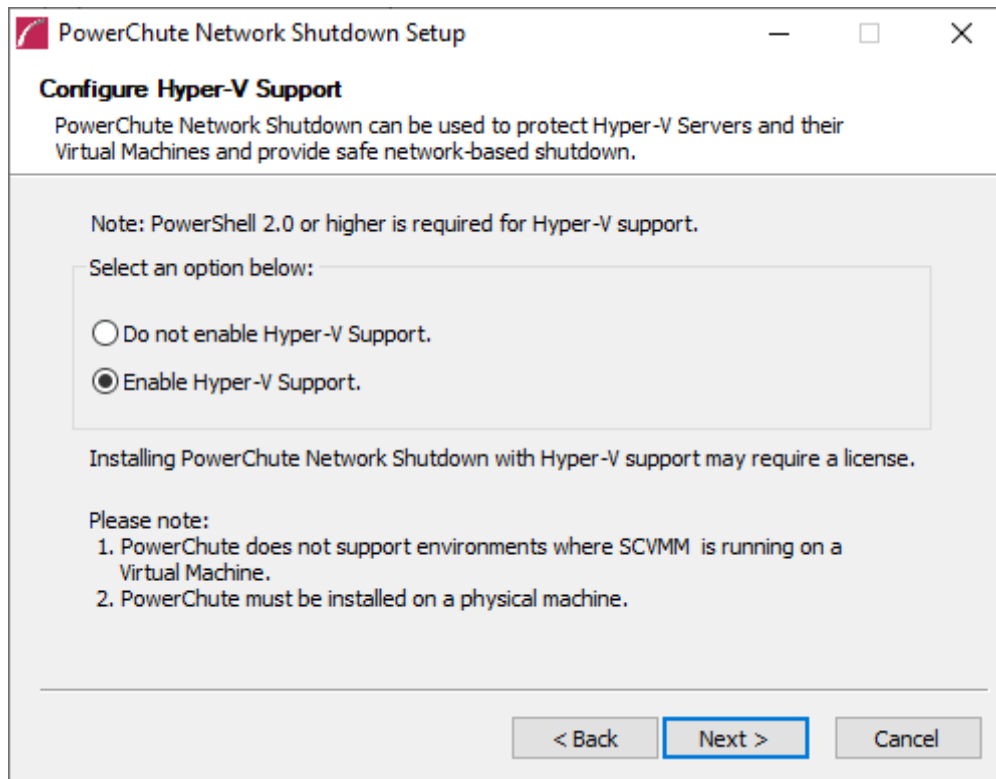 PowerChute Network Shutdown Setup
Configure Hyper-V Support
PowerChute Network Shutdown can be used to protect Hyper-V Servers and their
Virtual Machines and provide safe network-based shutdown.
Note: PowerShell 2.0 or higher is required for Hyper-V support.
Select an option below:
Do not enable Hyper-V Support.
Enable Hyper-V Support.
Installing PowerChute Network Shutdown with Hyper-V support may require a license.
Please note:
1. PowerChute does not support environments where SCVMM is running on a
Virtual Machine.
2. PowerChute must be installed on a physical machine.
< Back Next > Cancel